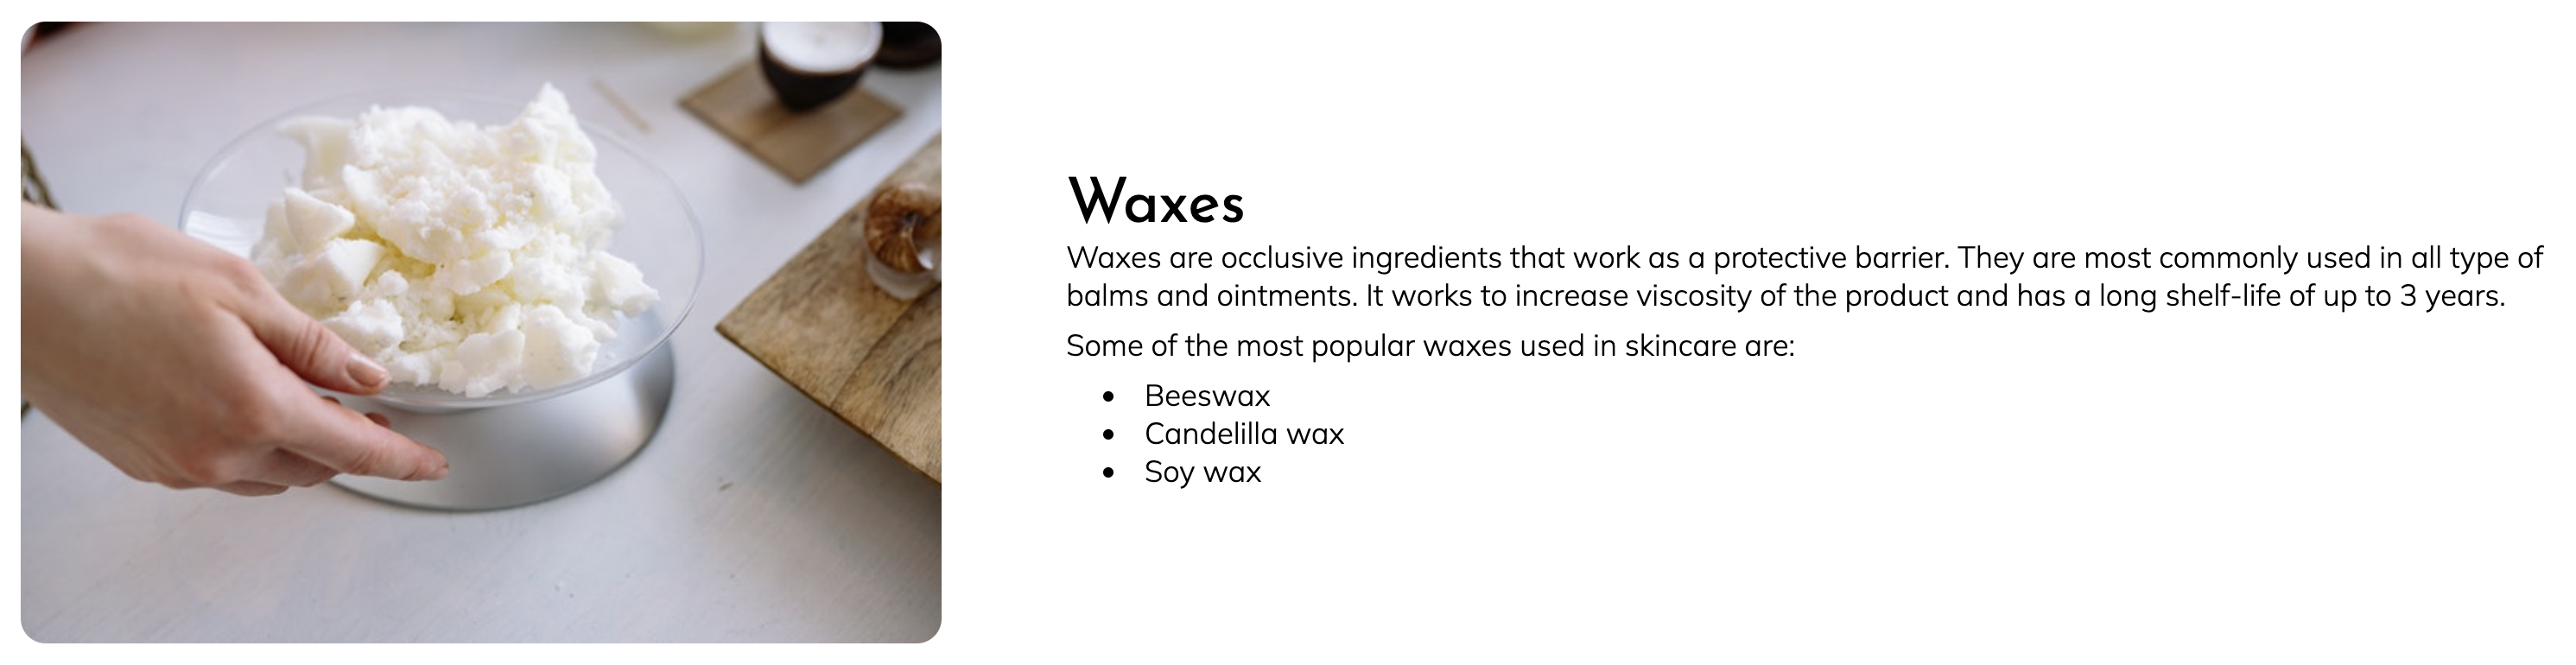 Waxes
Waxes are occlusive ingredients that work as a protective barrier. They are most commonly used in all type of
balms and ointments. It works to increase viscosity of the product and has a long shelf-life of up to 3 years.
Some of the most popular waxes used in skincare are:
• Beeswax
• Candelilla wax
• Soy wax